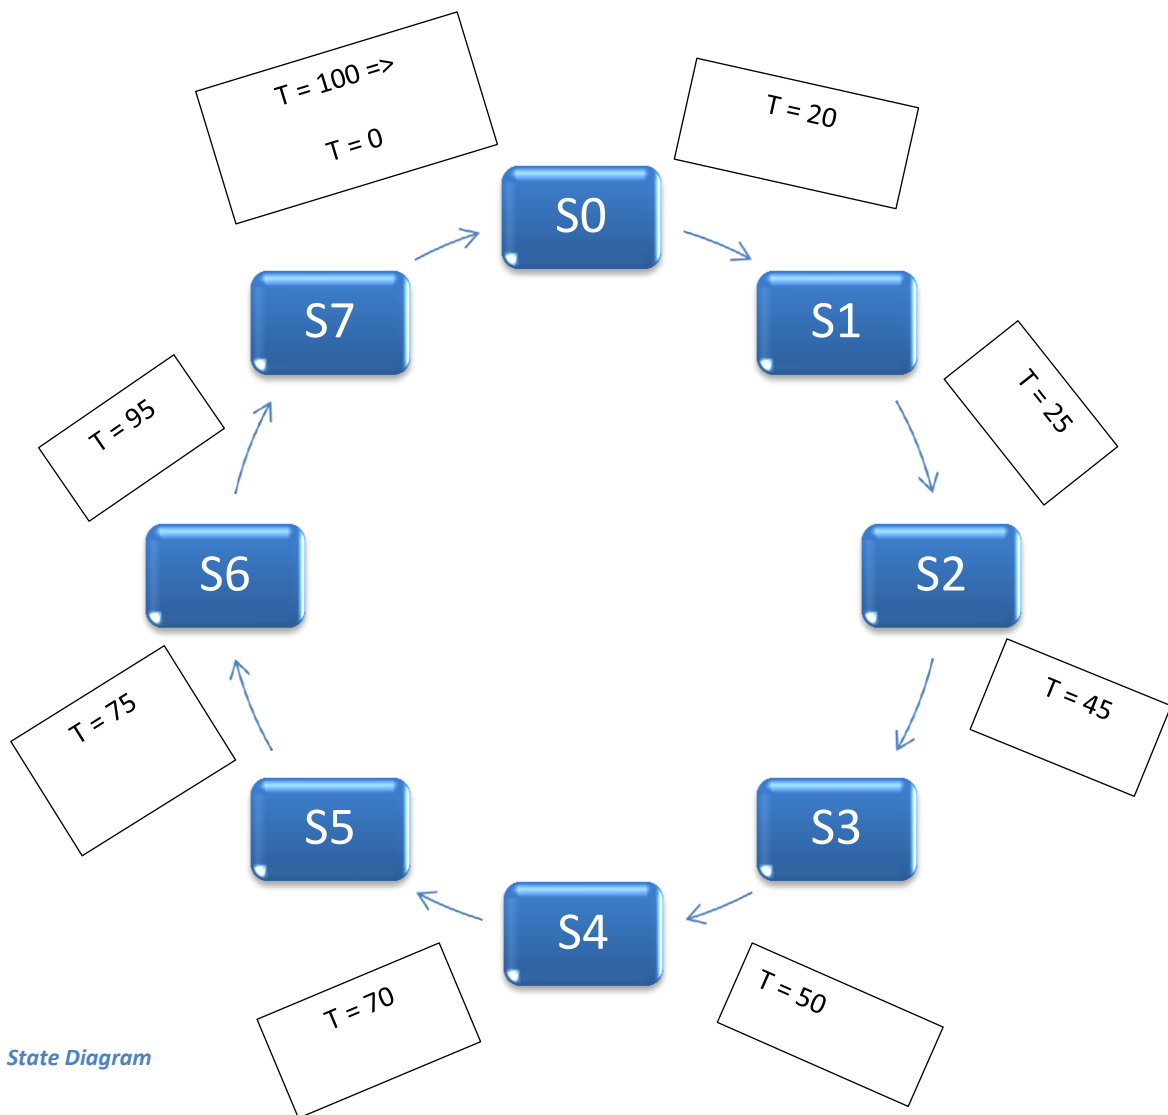 T = 100 =>
T = 0
T = 20
S0
S1
T = 25
S2
T = 45
S3
T = 50
S4
T = 70
S5
T = 75
S6
T = 95
S7
State Diagram